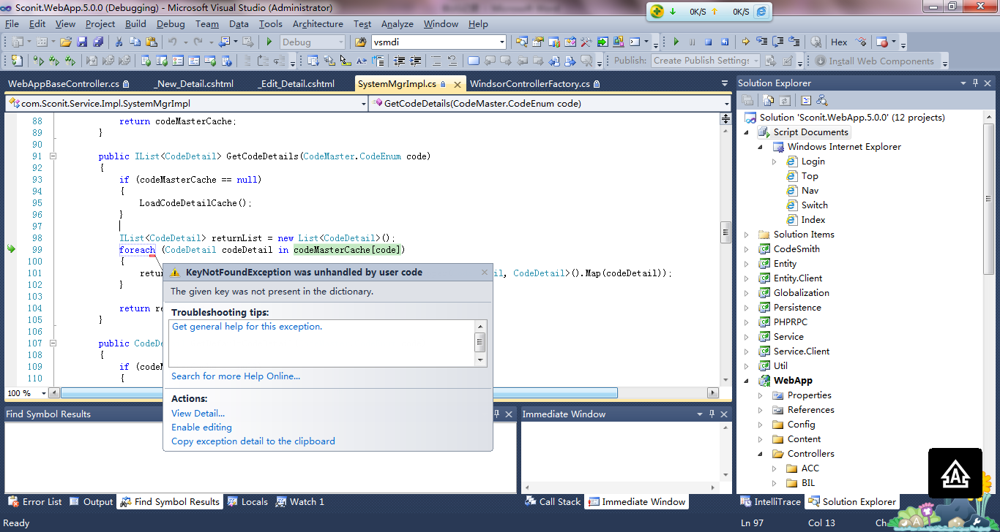 Sconit.WebApp.5.0.0 (Debugging) - Microsoft Visual Studio (Administrator)
0K/S 0K/S
File Edit View Project Build Debug Team Data Tools Architecture Test Analyze Window Help
Debug vsmdi Hex
Publish: Create Publish Settings Install Web Components
WebAppBaseController.cs _New_Detail.cshtml _Edit_Detail.cshtml SystemMgrImpl.cs WindsorControllerFactory.cs
com.Sconit.Service.Impl.SystemMgrImpl GetCodeDetails(CodeMaster.CodeEnum code)
88 return codeMasterCache;
89 }
90
91 public IList<CodeDetail> GetCodeDetails(CodeMaster.CodeEnum code)
92 {
93 if (codeMasterCache == null)
94 {
95 LoadCodeDetailCache();
96 }
97
98 IList<CodeDetail> returnList = new List<CodeDetail>();
99 foreach (CodeDetail codeDetail in codeMasterCache[code])
100 {
101 retu il, CodeDetail>().Map(codeDetail));
102 }
103
104 return re
105 }
106
107 public CodeDe
108 {
109 if (codeM
110 {
100 %
KeyNotFoundException was unhandled by user code
The given key was not present in the dictionary.
Troubleshooting tips:
Get general help for this exception.
Search for more Help Online...
Actions:
View Detail...
Enable editing
Copy exception detail to the clipboard
Find Symbol Results
Immediate Window
Error List Output Find Symbol Results Locals Watch 1
Call Stack Immediate Window
Solution Explorer
Solution 'Sconit.WebApp.5.0.0' (12 projects)
Script Documents
Windows Internet Explorer
Login
Top
Nav
Switch
Index
Solution Items
CodeSmith
Entity
Entity.Client
Globalization
Persistence
PHPRPC
Service
Service.Client
Util
WebApp
Properties
References
Config
Content
Controllers
ACC
BIL
IntelliTrace Solution Explorer
Ready Ln 97 Col 13 Ch
A